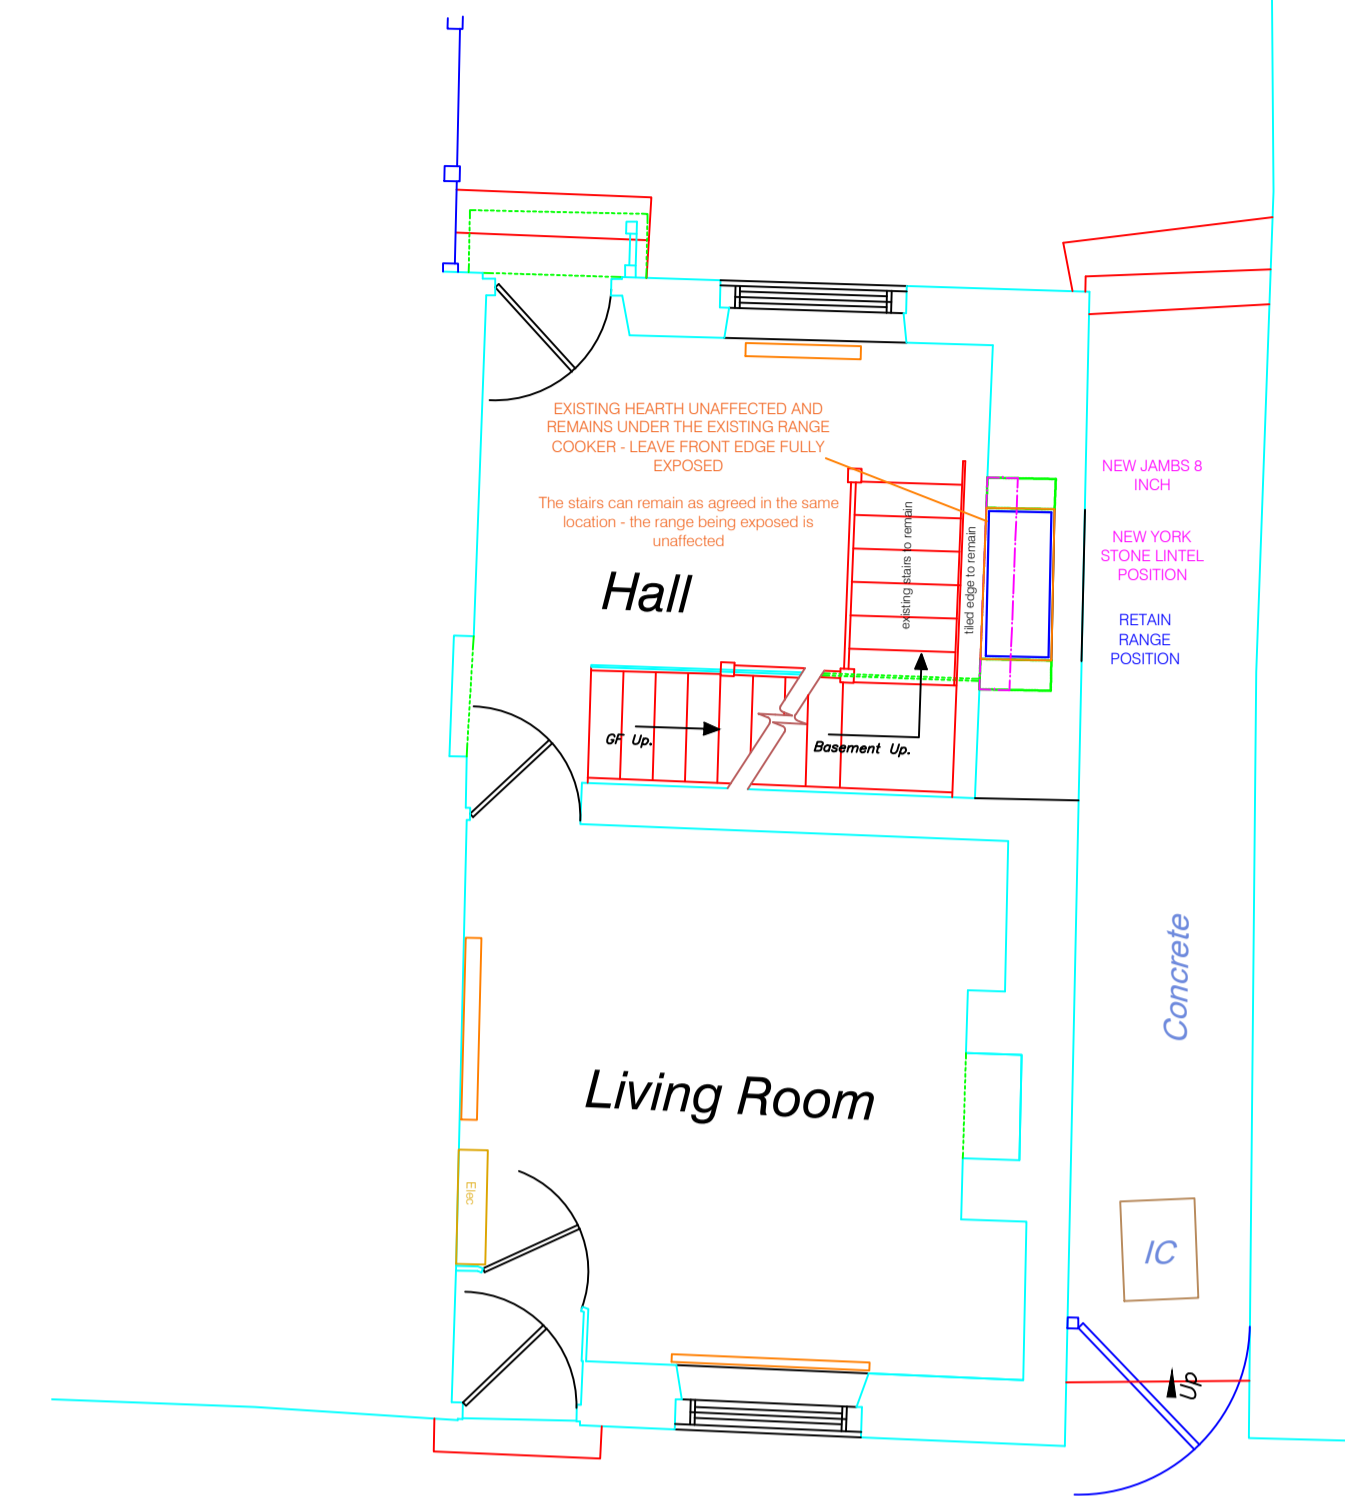 EXISTING HEARTH UNAFFECTED AND
REMAINS UNDER THE EXISTING RANGE
COOKER - LEAVE FRONT EDGE FULLY
EXPOSED
The stairs can remain as agreed in the same
location - the range being exposed is
unaffected
Hall
existing stairs to remain
tiled edge to remain
NEW JAMBS 8
INCH
NEW YORK
STONE LINTEL
POSITION
RETAIN
RANGE
POSITION
GF Up.
Basement Up.
Concrete
Living Room
Elec
IC
Up